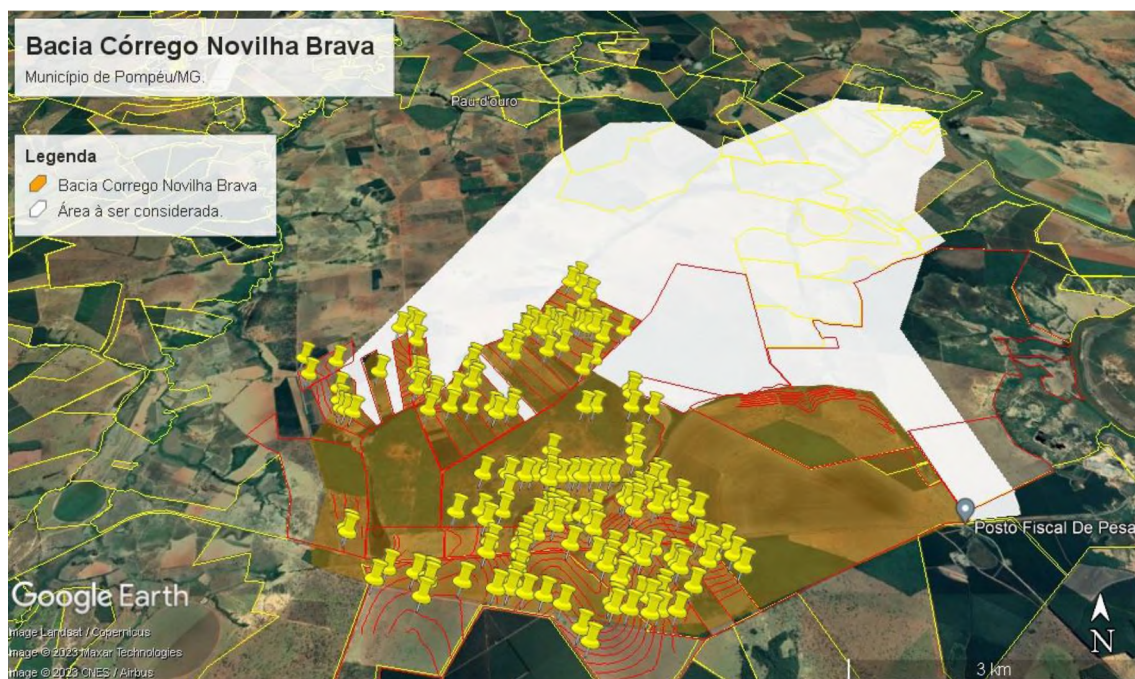 Bacia Córrego Novilha Brava
Município de Pompéu/MG.
Pau d'ouro
Legenda
Bacia Corrego Novilha Brava
Área à ser considerada.
Posto Fiscal De Pesa
Google Earth
Image Landsat / Copernicus
Image © 2023 Maxar Technologies
Image © 2023 CNES / Airbus
N
3 km